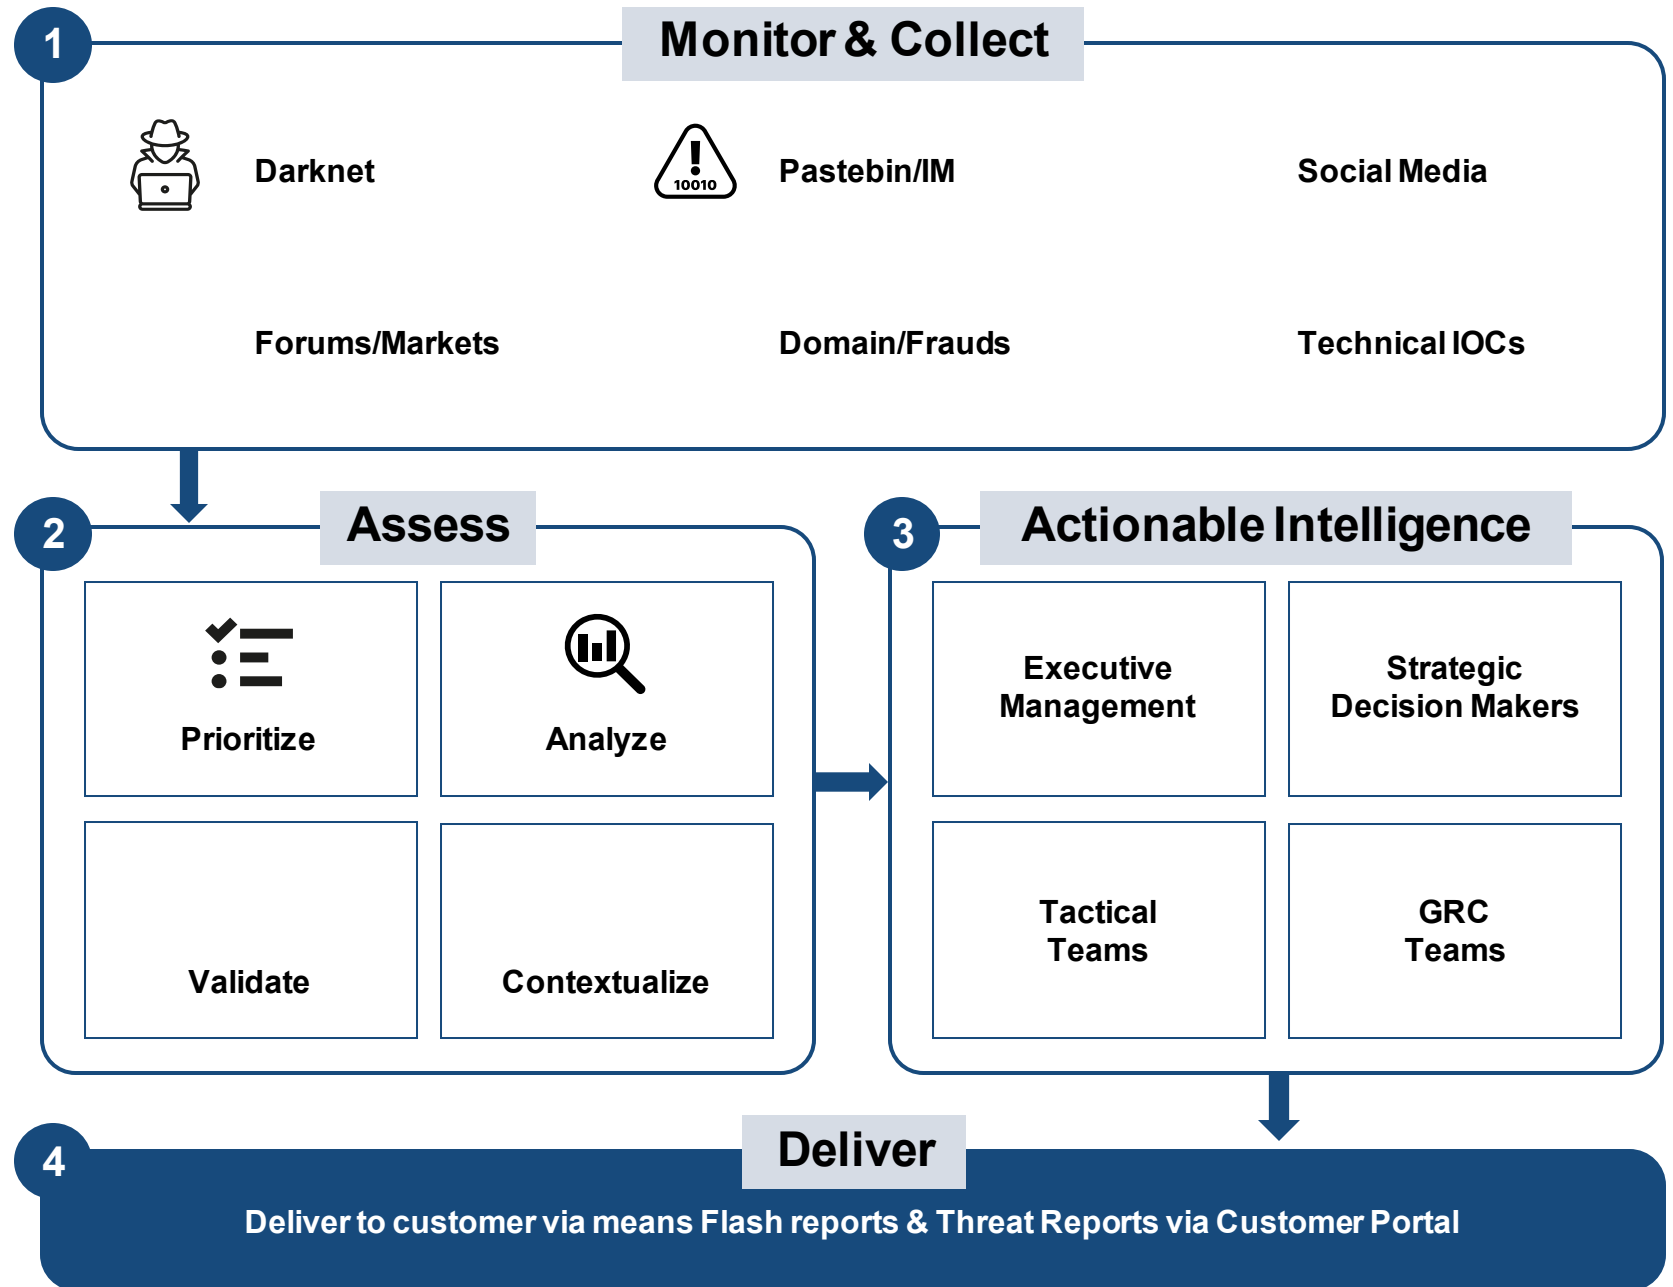 1
Monitor & Collect
Darknet
10010
Pastebin/IM
Social Media
Forums/Markets
Domain/Frauds
Technical IOCs
2
Assess
Prioritize
Analyze
Validate
Contextualize
3
Actionable Intelligence
Executive
Management
Strategic
Decision Makers
Tactical
Teams
GRC
Teams
4
Deliver
Deliver to customer via means Flash reports & Threat Reports via Customer Portal